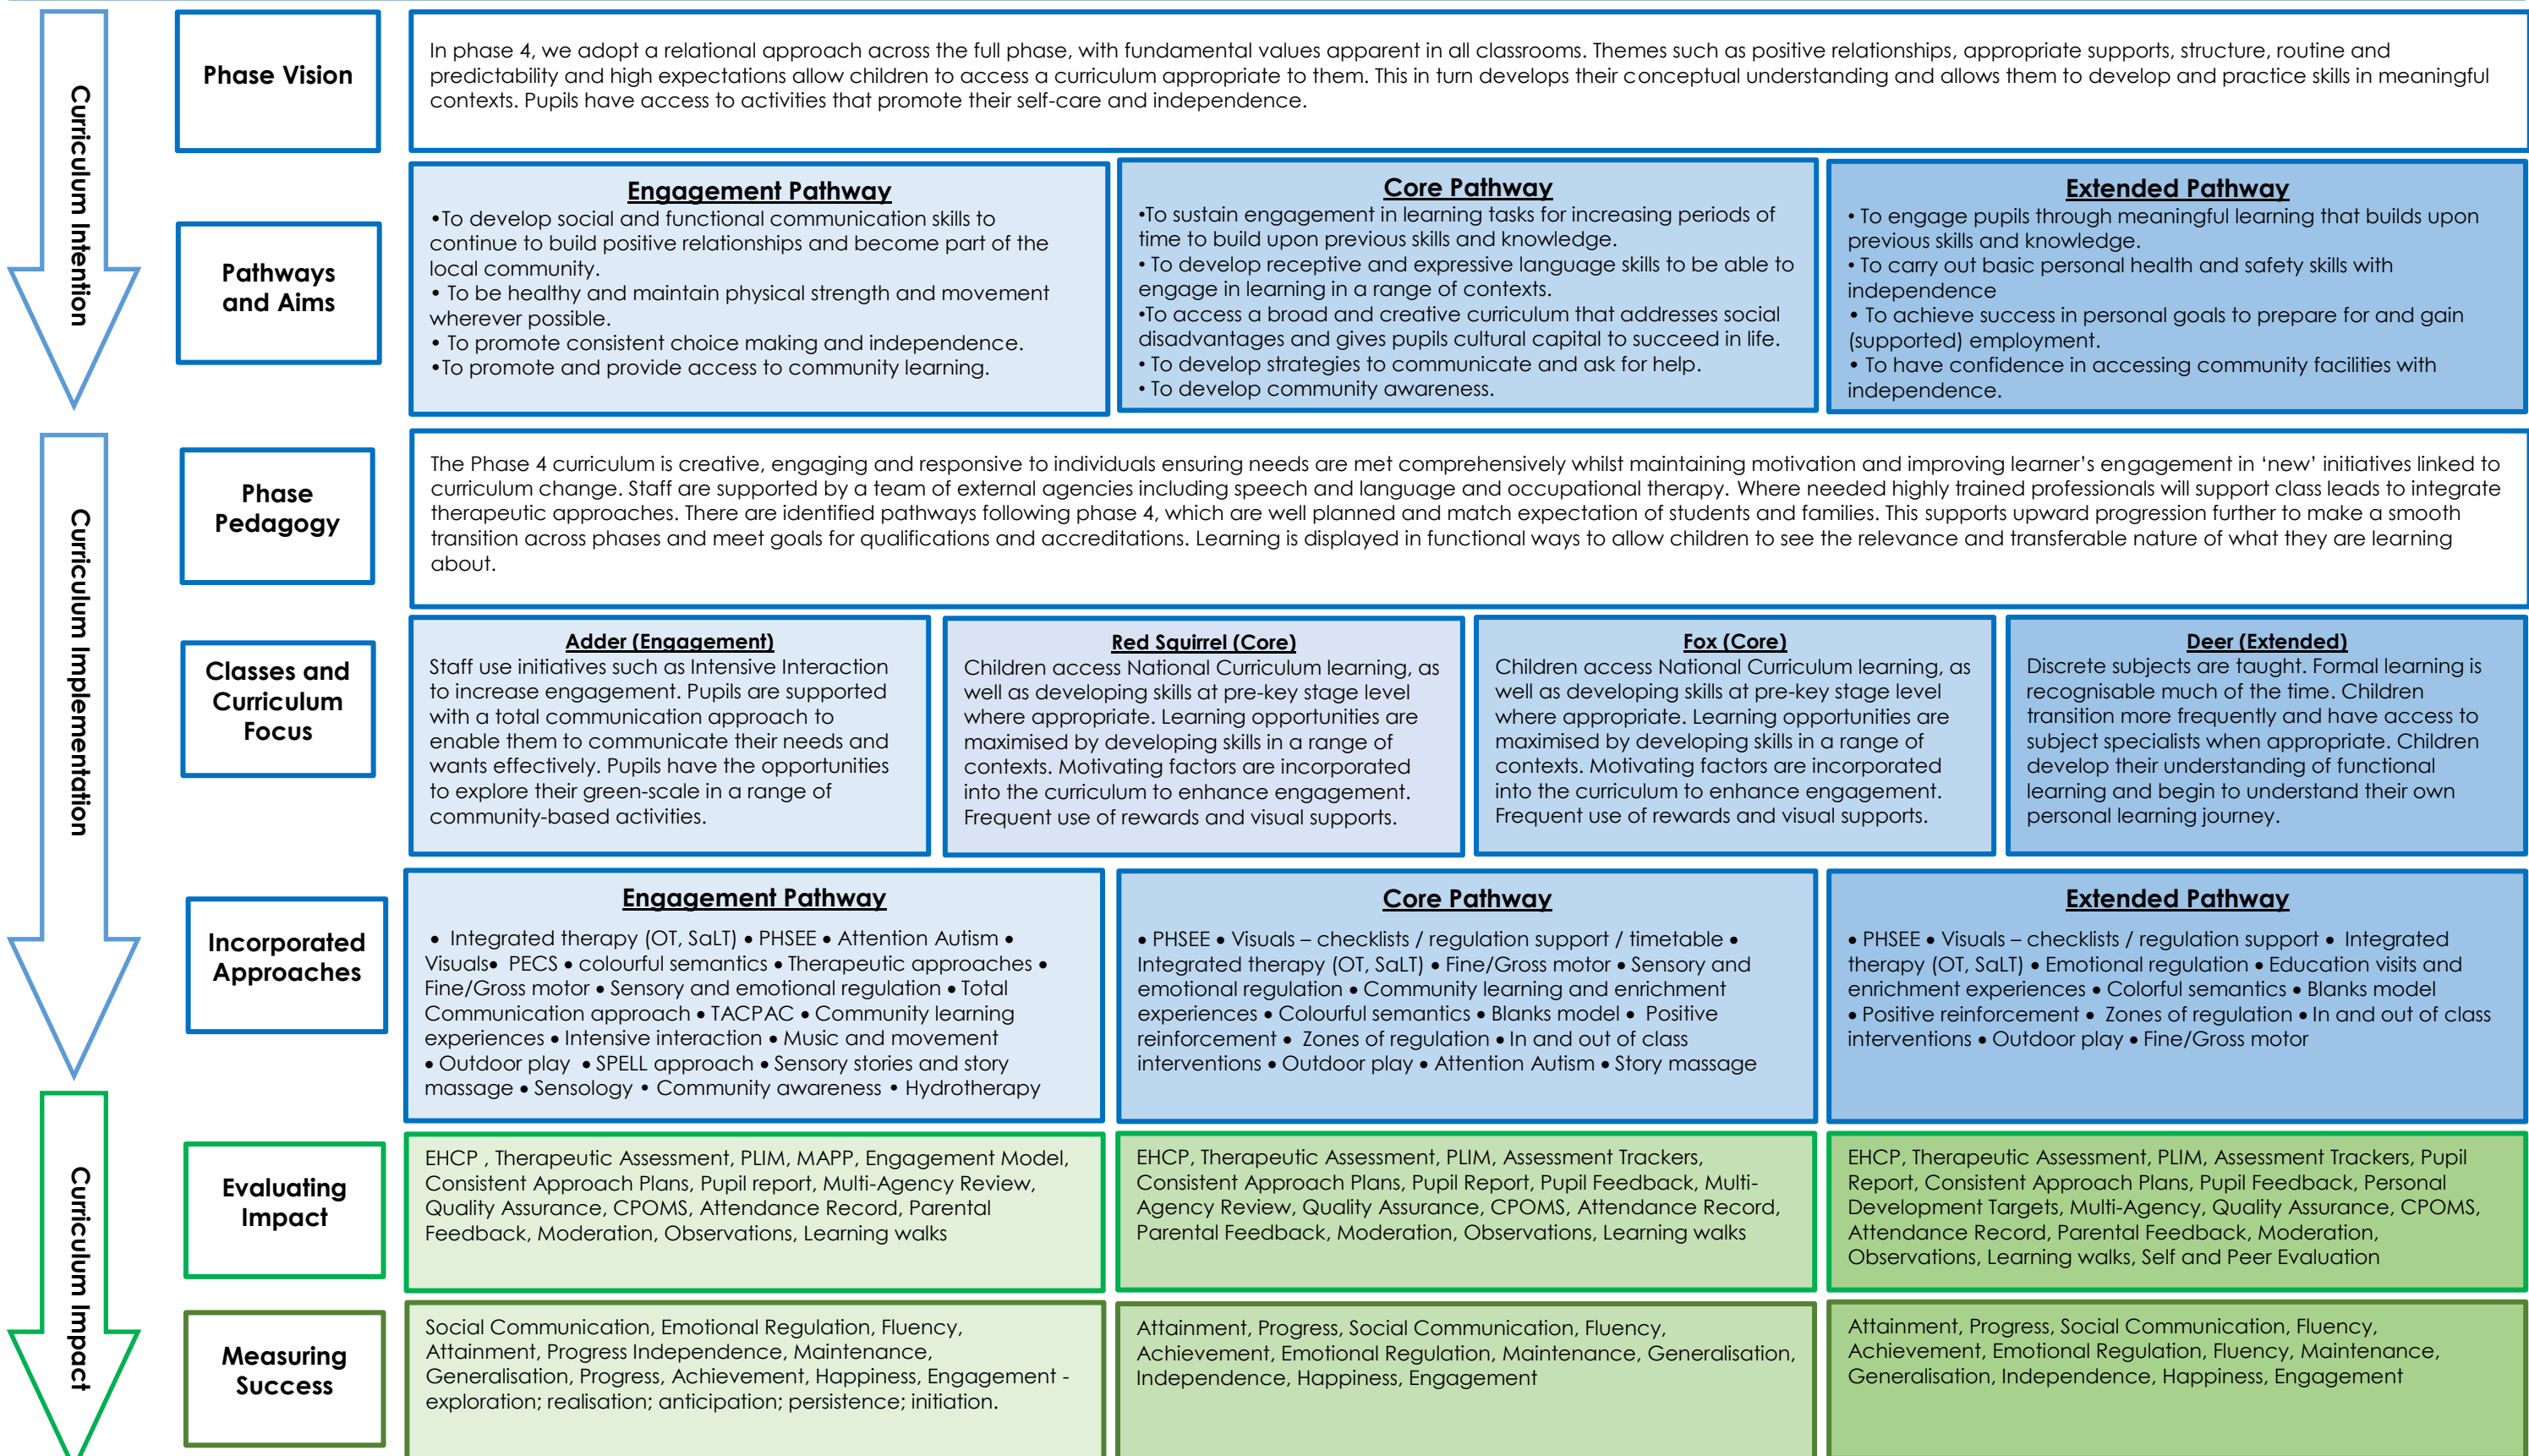 Curriculum Intention
Phase Vision
In phase 4, we adopt a relational approach across the full phase, with fundamental values apparent in all classrooms. Themes such as positive relationships, appropriate supports, structure, routine and
predictability and high expectations allow children to access a curriculum appropriate to them. This in turn develops their conceptual understanding and allows them to develop and practice skills in meaningful
contexts. Pupils have access to activities that promote their self-care and independence.
Pathways
and Aims
Engagement Pathway
•To develop social and functional communication skills to
continue to build positive relationships and become part of the
local community.
• To be healthy and maintain physical strength and movement
wherever possible.
• To promote consistent choice making and independence.
•To promote and provide access to community learning.
Core Pathway
•To sustain engagement in learning tasks for increasing periods of
time to build upon previous skills and knowledge.
• To develop receptive and expressive language skills to be able to
engage in learning in a range of contexts.
•To access a broad and creative curriculum that addresses social
disadvantages and gives pupils cultural capital to succeed in life.
• To develop strategies to communicate and ask for help.
• To develop community awareness.
Extended Pathway
• To engage pupils through meaningful learning that builds upon
previous skills and knowledge.
• To carry out basic personal health and safety skills with
independence
• To achieve success in personal goals to prepare for and gain
(supported) employment.
• To have confidence in accessing community facilities with
independence.
Curriculum Implementation
Phase
Pedagogy
The Phase 4 curriculum is creative, engaging and responsive to individuals ensuring needs are met comprehensively whilst maintaining motivation and improving learner's engagement in 'new' initiatives linked to
curriculum change. Staff are supported by a team of external agencies including speech and language and occupational therapy. Where needed highly trained professionals will support class leads to integrate
therapeutic approaches. There are identified pathways following phase 4, which are well planned and match expectation of students and families. This supports upward progression further to make a smooth
transition across phases and meet goals for qualifications and accreditations. Learning is displayed in functional ways to allow children to see the relevance and transferable nature of what they are learning
about.
Classes and
Curriculum
Focus
Adder (Engagement)
Staff use initiatives such as Intensive Interaction
to increase engagement. Pupils are supported
with a total communication approach to
enable them to communicate their needs and
wants effectively. Pupils have the opportunities
to explore their green-scale in a range of
community-based activities.
Red Squirrel (Core)
Children access National Curriculum learning, as
well as developing skills at pre-key stage level
where appropriate. Learning opportunities are
maximised by developing skills in a range of
contexts. Motivating factors are incorporated
into the curriculum to enhance engagement.
Frequent use of rewards and visual supports.
Fox (Core)
Children access National Curriculum learning, as
well as developing skills at pre-key stage level
where appropriate. Learning opportunities are
maximised by developing skills in a range of
contexts. Motivating factors are incorporated
into the curriculum to enhance engagement.
Frequent use of rewards and visual supports.
Deer (Extended)
Discrete subjects are taught. Formal learning is
recognisable much of the time. Children
transition more frequently and have access to
subject specialists when appropriate. Children
develop their understanding of functional
learning and begin to understand their own
personal learning journey.
Incorporated
Approaches
Engagement Pathway
• Integrated therapy (OT, SaLT) • PHSEE • Attention Autism •
Visuals• PECS • colourful semantics • Therapeutic approaches •
Fine/Gross motor • Sensory and emotional regulation • Total
Communication approach • TACPAC • Community learning
experiences • Intensive interaction • Music and movement
• Outdoor play • SPELL approach • Sensory stories and story
massage • Sensology • Community awareness • Hydrotherapy
Core Pathway
• PHSEE • Visuals – checklists / regulation support / timetable •
Integrated therapy (OT, SaLT) • Fine/Gross motor • Sensory and
emotional regulation • Community learning and enrichment
experiences • Colourful semantics • Blanks model • Positive
reinforcement • Zones of regulation • In and out of class
interventions • Outdoor play • Attention Autism • Story massage
Extended Pathway
• PHSEE • Visuals – checklists / regulation support • Integrated
therapy (OT, SaLT) • Emotional regulation • Education visits and
enrichment experiences • Colorful semantics • Blanks model
• Positive reinforcement • Zones of regulation • In and out of class
interventions • Outdoor play • Fine/Gross motor
Curriculum Impact
Evaluating
Impact
EHCP , Therapeutic Assessment, PLIM, MAPP, Engagement Model,
Consistent Approach Plans, Pupil report, Multi-Agency Review,
Quality Assurance, CPOMS, Attendance Record, Parental
Feedback, Moderation, Observations, Learning walks
EHCP, Therapeutic Assessment, PLIM, Assessment Trackers,
Consistent Approach Plans, Pupil Report, Pupil Feedback, Multi-
Agency Review, Quality Assurance, CPOMS, Attendance Record,
Parental Feedback, Moderation, Observations, Learning walks
EHCP, Therapeutic Assessment, PLIM, Assessment Trackers, Pupil
Report, Consistent Approach Plans, Pupil Feedback, Personal
Development Targets, Multi-Agency, Quality Assurance, CPOMS,
Attendance Record, Parental Feedback, Moderation,
Observations, Learning walks, Self and Peer Evaluation
Measuring
Success
Social Communication, Emotional Regulation, Fluency,
Attainment, Progress Independence, Maintenance,
Generalisation, Progress, Achievement, Happiness, Engagement -
exploration; realisation; anticipation; persistence; initiation.
Attainment, Progress, Social Communication, Fluency,
Achievement, Emotional Regulation, Maintenance, Generalisation,
Independence, Happiness, Engagement
Attainment, Progress, Social Communication, Fluency,
Achievement, Emotional Regulation, Fluency, Maintenance,
Generalisation, Independence, Happiness, Engagement